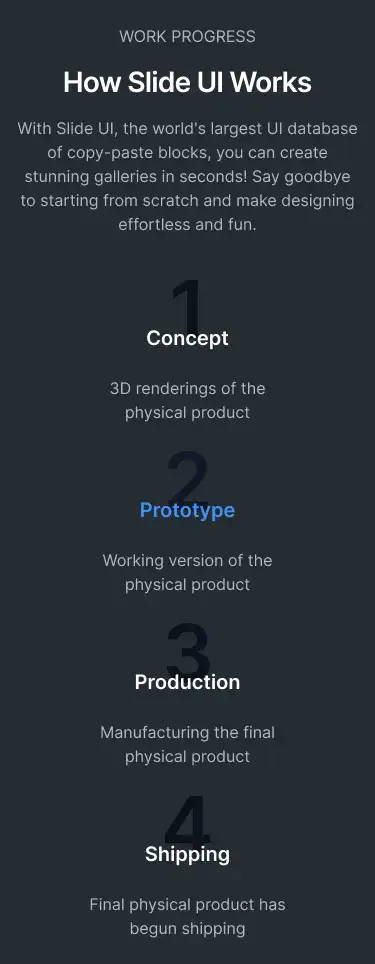 WORK PROGRESS
How Slide UI Works
With Slide UI, the world's largest UI database
of copy-paste blocks, you can create
stunning galleries in seconds! Say goodbye
to starting from scratch and make designing
effortless and fun.
1
Concept
3D renderings of the
physical product
2
Prototype
Working version of the
physical product
3
Production
Manufacturing the final
physical product
4
Shipping
Final physical product has
begun shipping